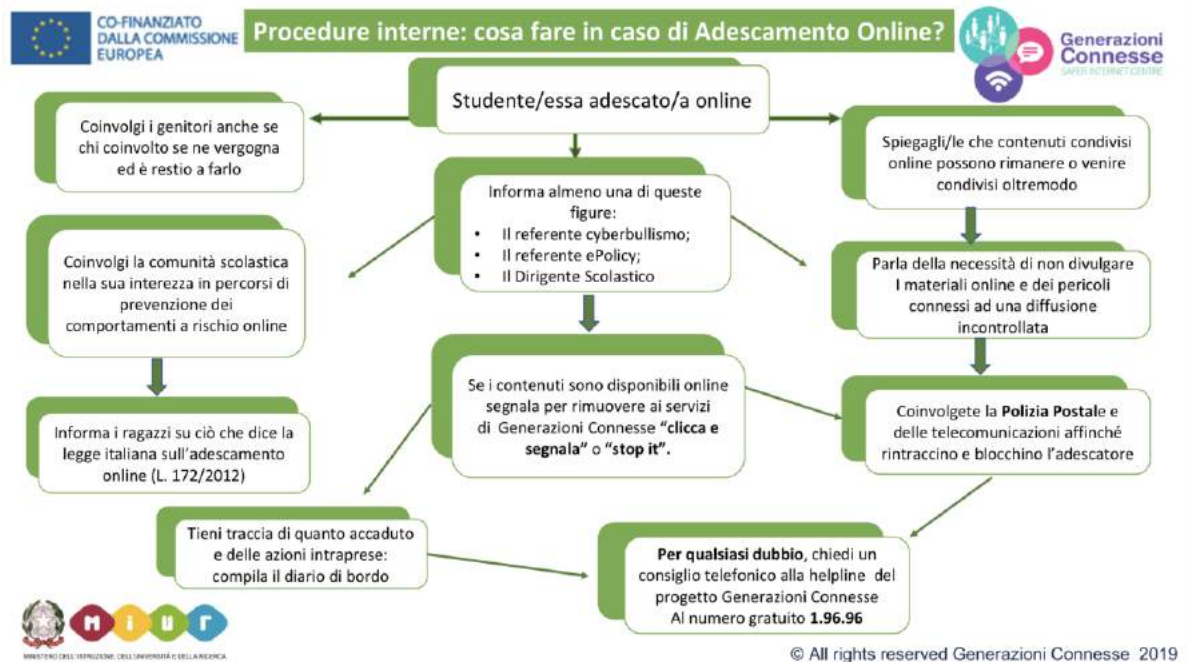 CO-FINANZIATO
DALLA COMMISSIONE
EUROPEA
Procedure interne: cosa fare in caso di Adescamento Online?
Generazioni
Connesse
SAFER INTERNET CENTRE
Studente/essa adescato/a online
Coinvolgi i genitori anche se
chi coinvolto se ne vergogna
ed è restio a farlo
Informa almeno una di queste
figure:
• Il referente cyberbullismo;
• Il referente ePolicy;
• Il Dirigente Scolastico
Spiegagli/le che contenuti condivisi
online possono rimanere o venire
condivisi oltremodo
Coinvolgi la comunità scolastica
nella sua interezza in percorsi di
prevenzione dei
comportamenti a rischio online
Parla della necessità di non divulgare
I materiali online e dei pericoli
connessi ad una diffusione
incontrollata
Se i contenuti sono disponibili online
segnala per rimuovere ai servizi
di Generazioni Connesse "clicca e
segnala" o "stop it".
Informa i ragazzi su ciò che dice la
legge italiana sull'adescamento
online (L. 172/2012)
Coinvolgete la Polizia Postale e
delle telecomunicazioni affinché
rintraccino e blocchino l'adescatore
Tieni traccia di quanto accaduto
e delle azioni intraprese:
compila il diario di bordo
Per qualsiasi dubbio, chiedi un
consiglio telefonico alla helpline del
progetto Generazioni Connesse
Al numero gratuito 1.96.96
miur
MINISTERO DELL'ISTRUZIONE, DELL'UNIVERSITÀ E DELLA RICERCA
© All rights reserved Generazioni Connesse 2019